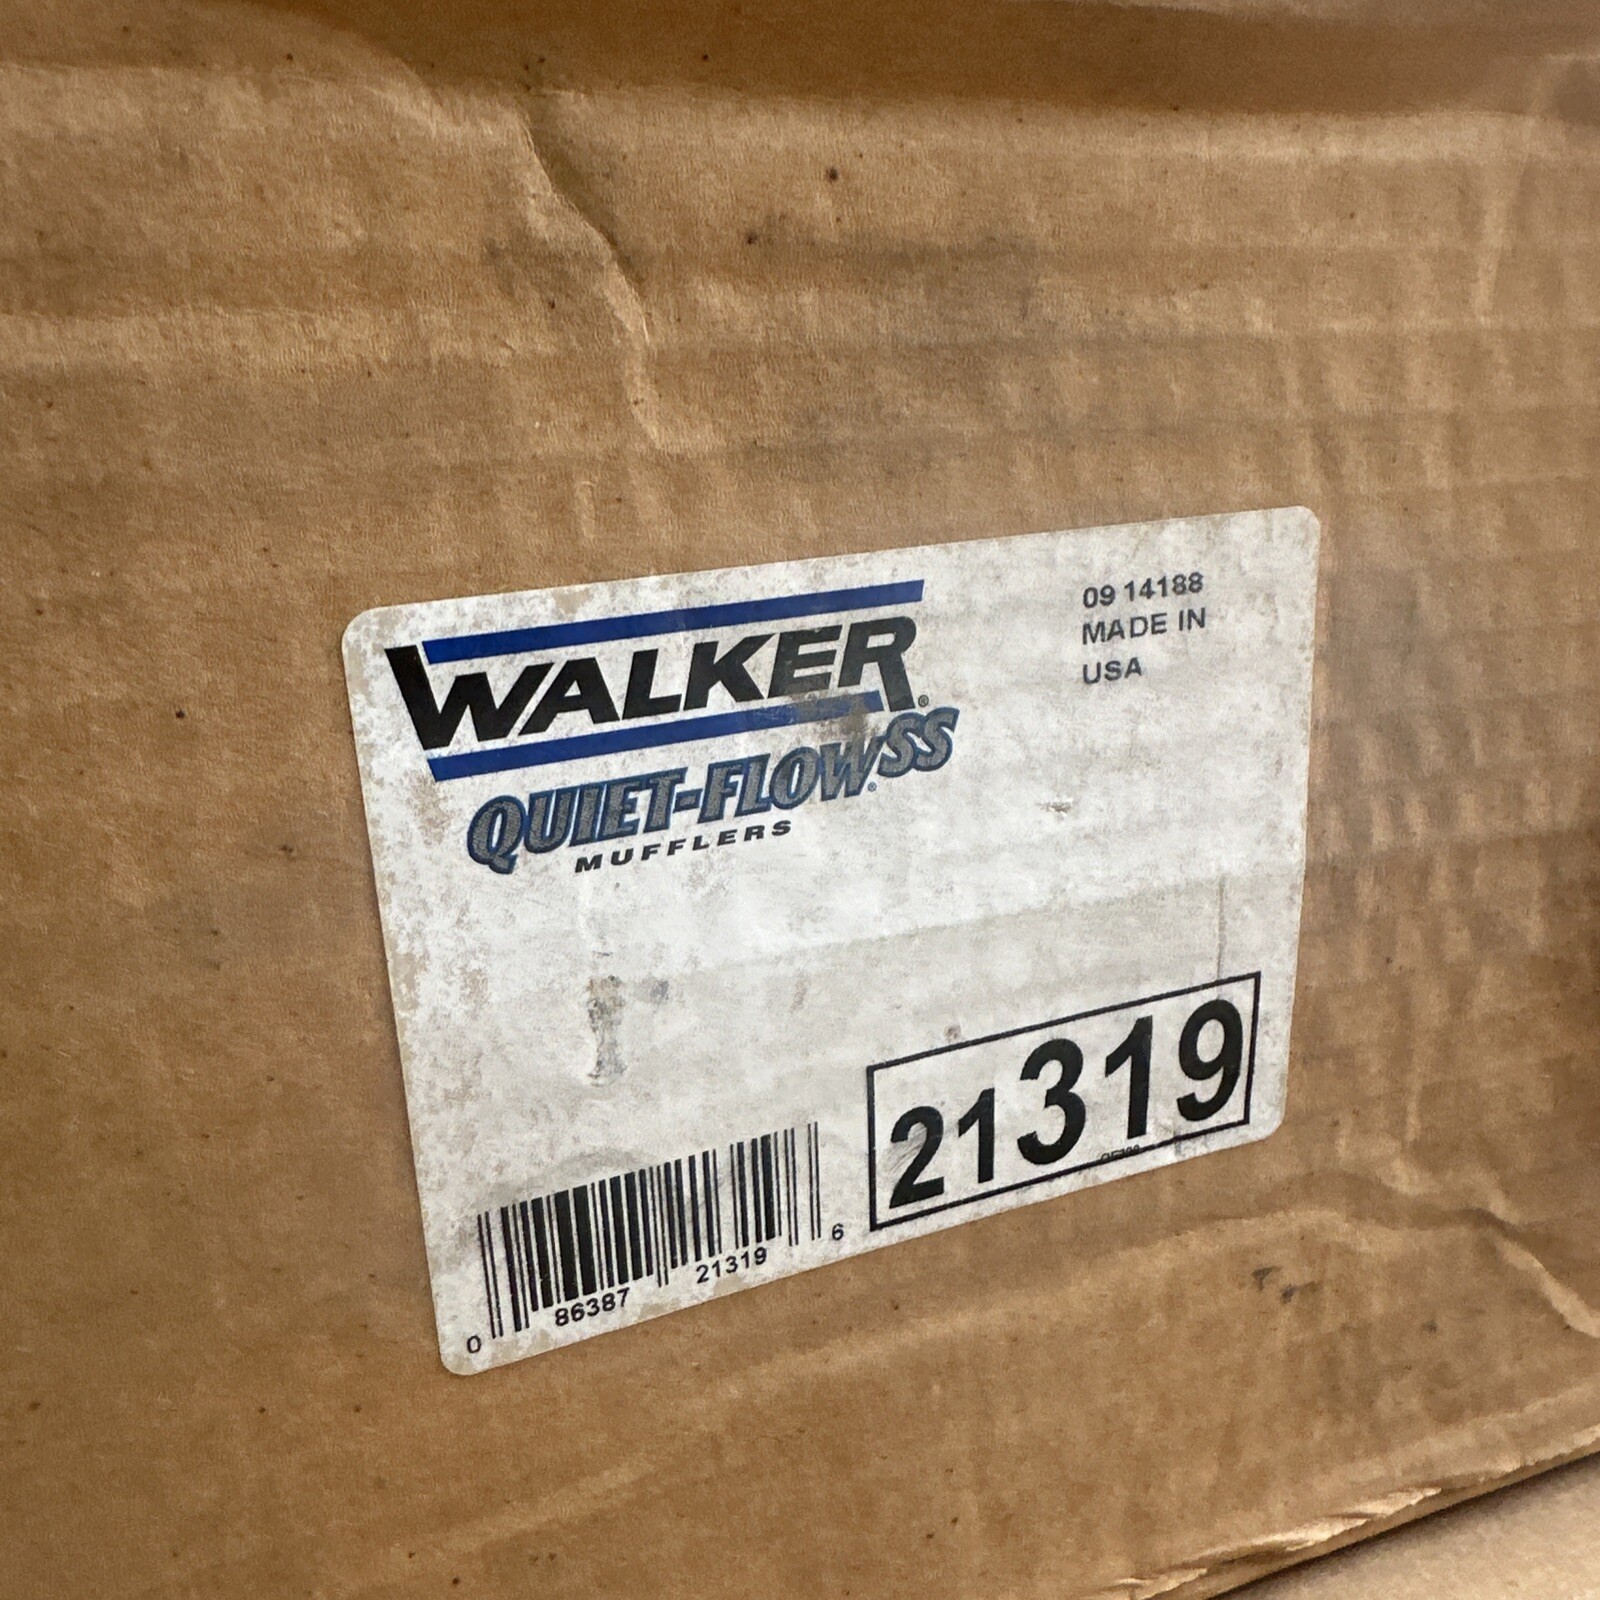 WALKER®
QUIET-FLOW®SS
MUFFLERS
09 14188
MADE IN
USA
21319
0 86387 21319 6